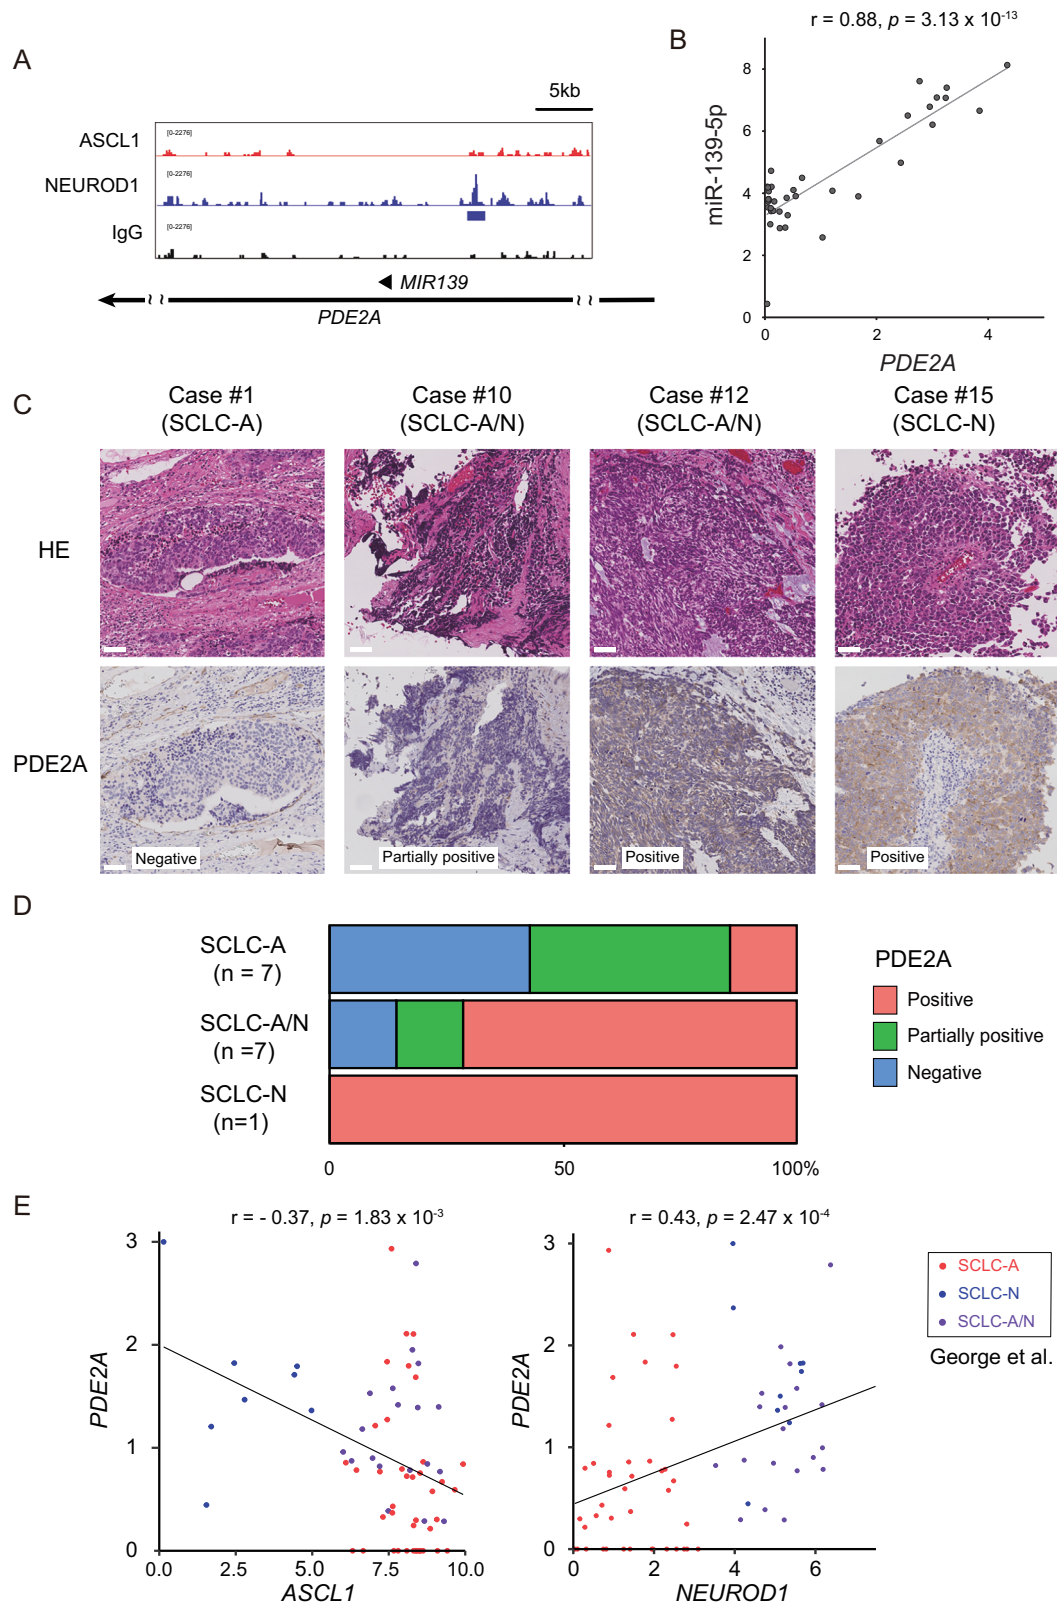 A
5kb
ASCL1
[0-2276]
NEUROD1
[0-2276]
IgG
[0-2276]
MIR139
PDE2A
B
r = 0.88, p = 3.13 x 10-13
miR-139-5p
8
6
4
2
0
0 2 4
PDE2A
C
Case #1
(SCLC-A)
Case #10
(SCLC-A/N)
Case #12
(SCLC-A/N)
Case #15
(SCLC-N)
HE
PDE2A
Negative
Partially positive
Positive
Positive
D
SCLC-A
(n = 7)
SCLC-A/N
(n =7)
SCLC-N
(n=1)
0 50 100%
PDE2A
Positive
Partially positive
Negative
E
r = - 0.37, p = 1.83 x 10-3
PDE2A
3
2
1
0
0.0 2.5 5.0 7.5 10.0
ASCL1
r = 0.43, p = 2.47 x 10-4
PDE2A
3
2
1
0
0 2 4 6
NEUROD1
SCLC-A
SCLC-N
SCLC-A/N
George et al.